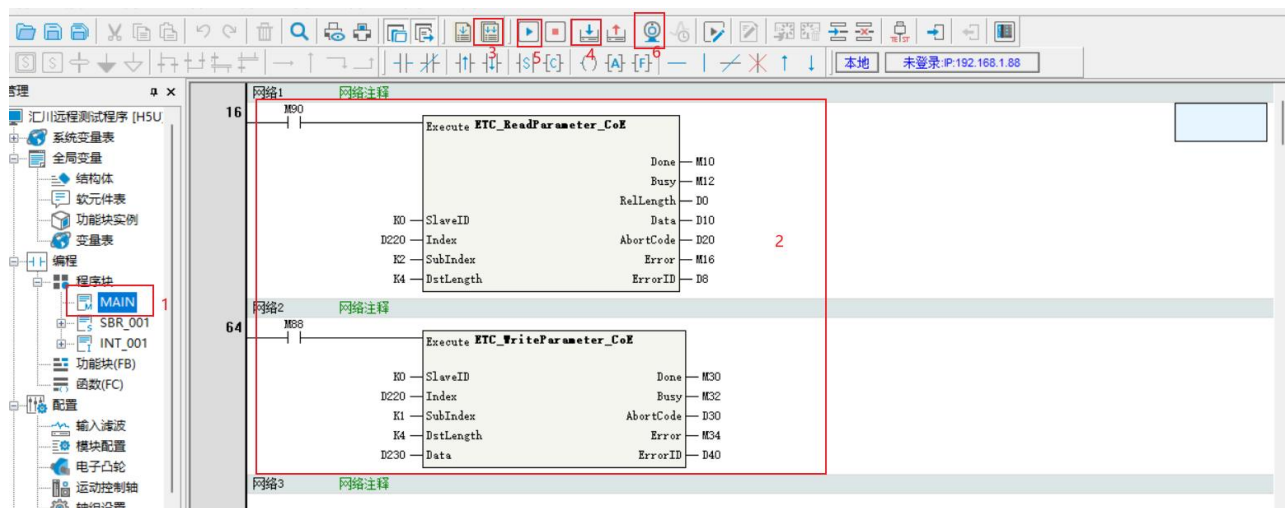 3
5
4
6
TEIST
S
S
S
C
A
F
本地
未登录:IP:192.168.1.88
管理
汇川远程测试程序 [H5U
系统变量表
全局变量
结构体
软元件表
功能块实例
变量表
编程
程序块
MAIN
1
SBR_001
INT_001
功能块(FB)
函数(FC)
配置
输入滤波
模块配置
电子凸轮
运动控制轴
轴组设置
网络1 网络注释
16
M90
Execute ETC_ReadParameter_CoE
Done M10
Busy M12
RelLength D0
K0 SlaveID Data D10
D220 Index AbortCode D20
K2 SubIndex Error M16
K4 DstLength ErrorID D8
2
网络2 网络注释
64
M88
Execute ETC_WriteParameter_CoE
K0 SlaveID Done M30
D220 Index Busy M32
K1 SubIndex AbortCode D30
K4 DstLength Error M34
D230 Data ErrorID D40
网络3 网络注释